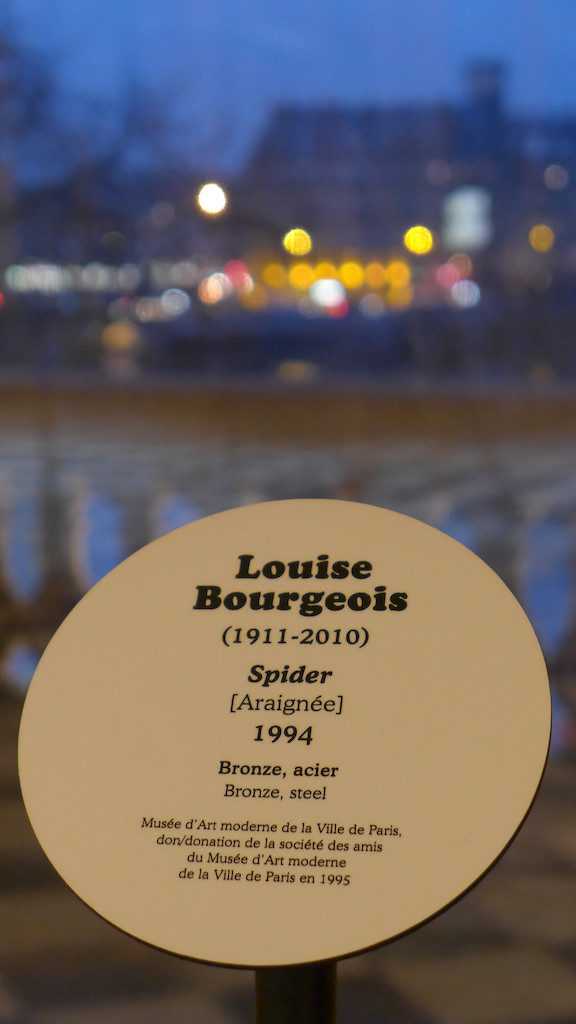 Louise
Bourgeois
(1911-2010)
Spider
[Araignée]
1994
Bronze, acier
Bronze, steel
Musée d'Art moderne de la Ville de Paris,
don/donation de la société des amis
du Musée d'Art moderne
de la Ville de Paris en 1995